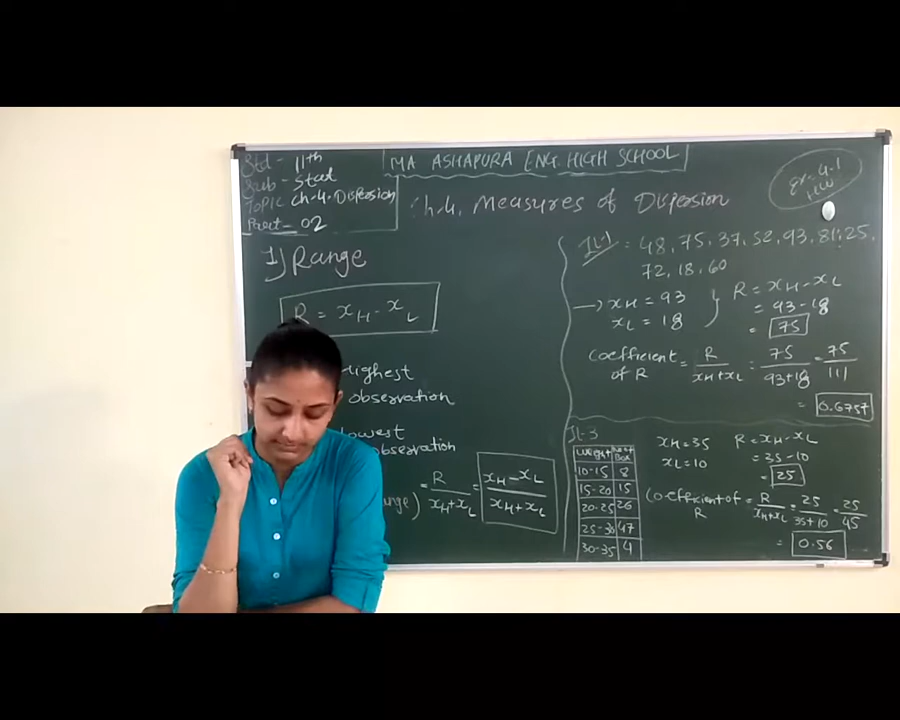 Std - 11th
Sub - Stat
Topic Ch-4. Dispersion
Part - 02
MA ASHAPURA ENG. HIGH SCHOOL
Ch-4. Measures of Dispersion
Ex-4.1
H.W
1) Range
R = xH - xL
Highest
observation
Lowest
observation
nge) = R / xH+xL = xH - xL / xH+xL
IL-1 : 48, 75, 37, 52, 93, 81, 25,
72, 18, 60
→ xH = 93
xL = 18
R = xH - xL
= 93 - 18
= 75
Coefficient of R = R / xH+xL = 75 / 93+18 = 75 / 111
= 0.6757
IL-3
Weight
Box
10-15 8
15-20 15
20-25 26
25-30 47
30-35 4
xH = 35
xL = 10
R = xH - xL
= 35 - 10
= 25
Co-efficient of R = R / xH+xL = 25 / 35+10 = 25 / 45
= 0.56